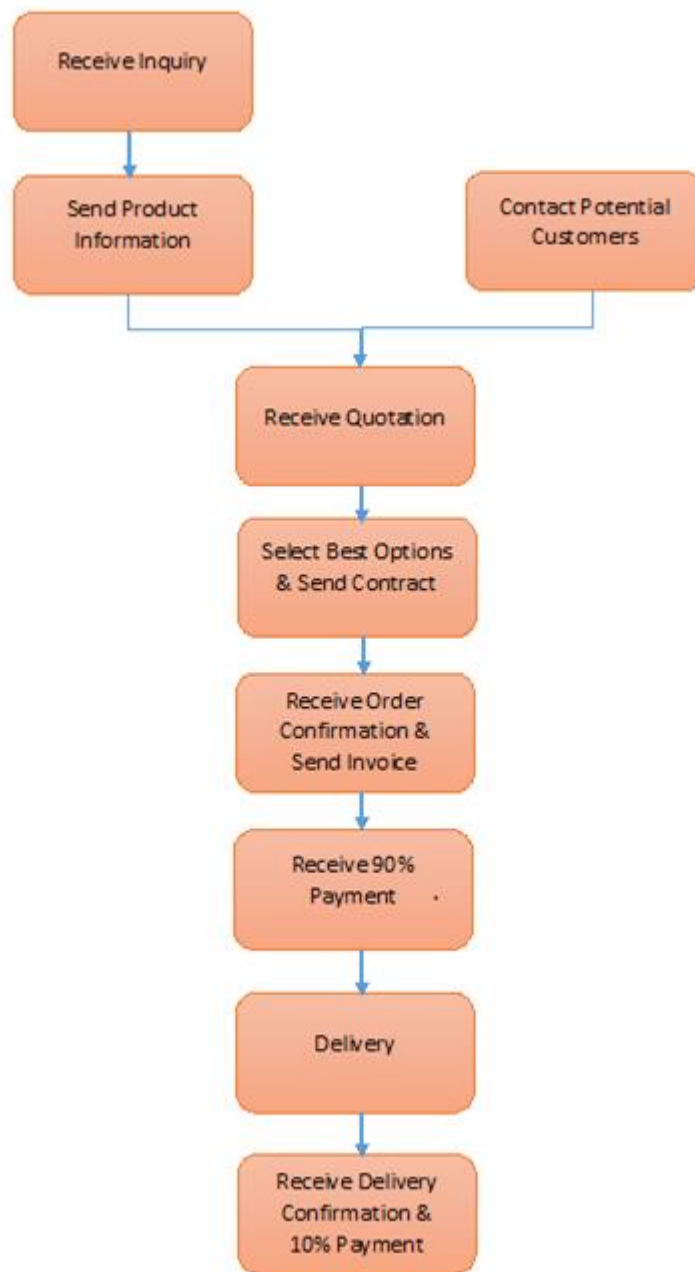 Receive Inquiry
Send Product
Information
Contact Potential
Customers
Receive Quotation
Select Best Options
& Send Contract
Receive Order
Confirmation &
Send Invoice
Receive 90%
Payment
Delivery
Receive Delivery
Confirmation &
10% Payment